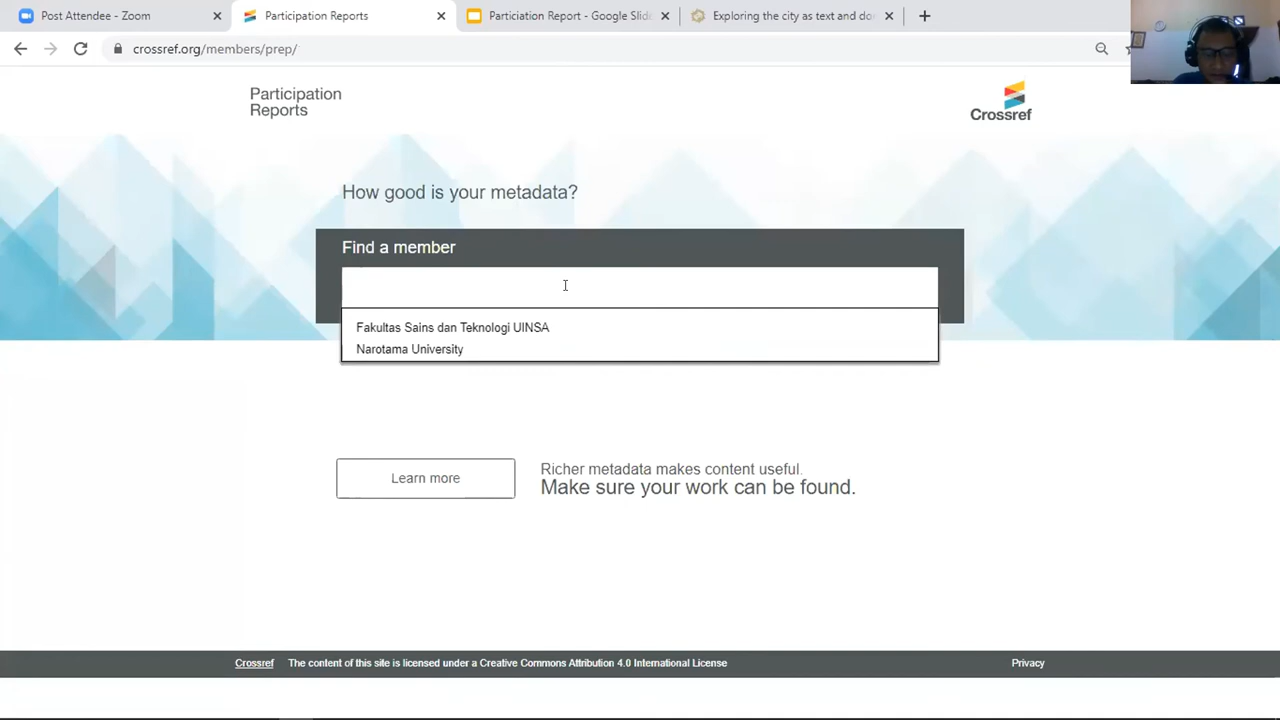 Post Attendee - Zoom
Participation Reports
Particiation Report - Google Slide
Exploring the city as text and do
crossref.org/members/prep/
Participation
Reports
Crossref
How good is your metadata?
Find a member
Fakultas Sains dan Teknologi UINSA
Narotama University
Learn more
Richer metadata makes content useful.
Make sure your work can be found.
Crossref
The content of this site is licensed under a Creative Commons Attribution 4.0 International License
Privacy